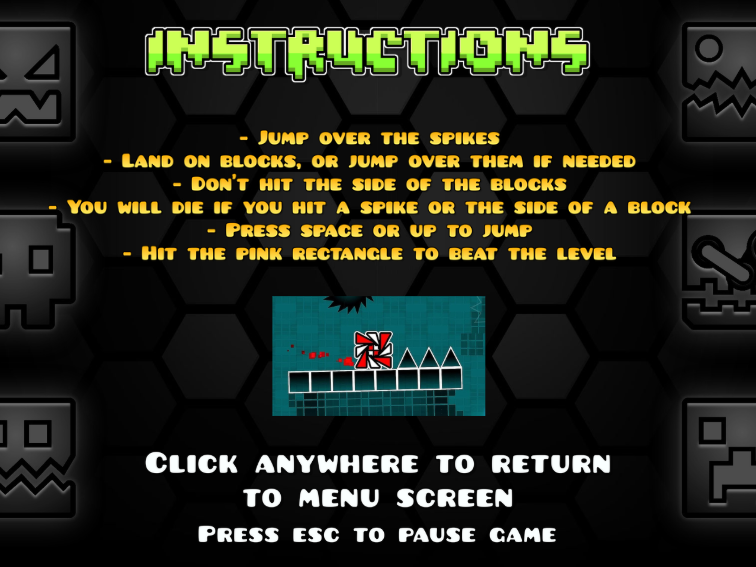 INSTRUCTIONS
- Jump over the spikes
- Land on blocks, or jump over them if needed
- Don't hit the side of the blocks
- You will die if you hit a spike or the side of a block
- Press space or up to jump
- Hit the pink rectangle to beat the level
Click anywhere to return
to menu screen
Press esc to pause game